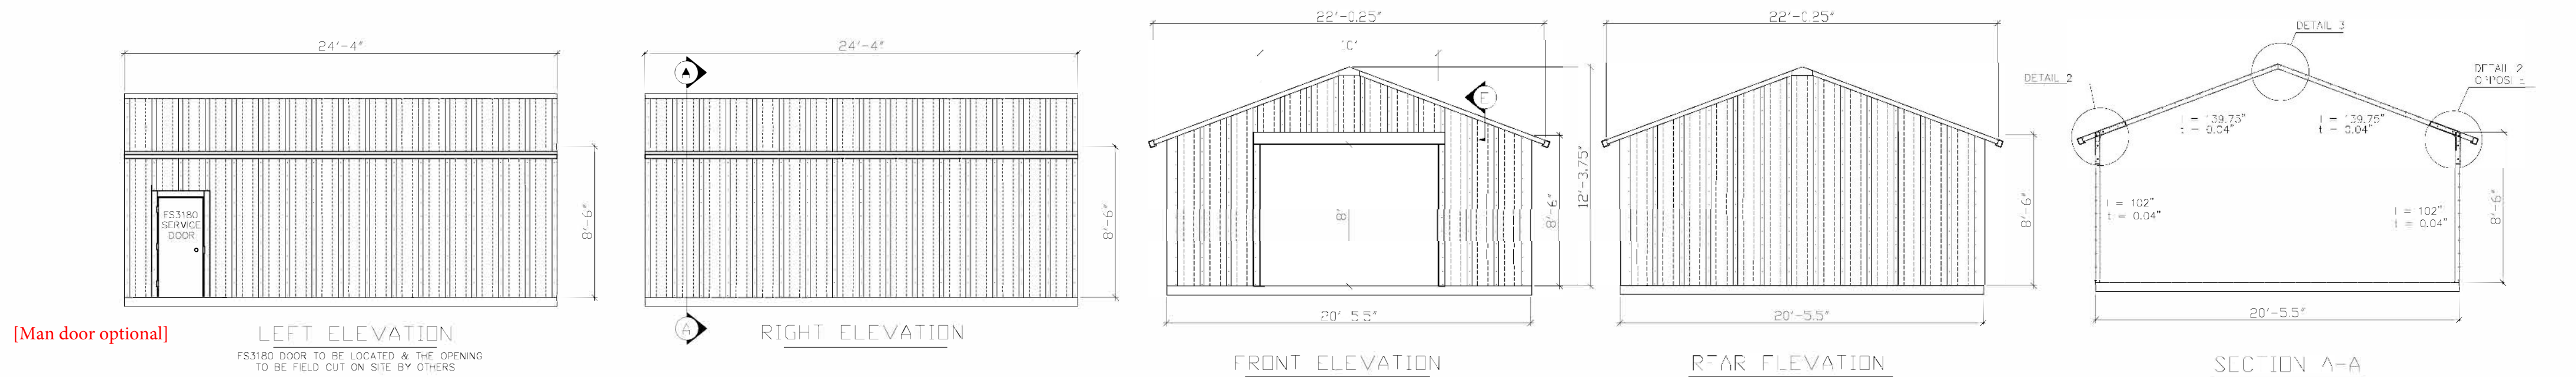 24'-4"
FS3180
SERVICE
DOOR
8'-6"
[Man door optional]
LEFT ELEVATION
FS3180 DOOR TO BE LOCATED & THE OPENING
TO BE FIELD CUT ON SITE BY OTHERS
24'-4"
A
8'-6"
A
RIGHT ELEVATION
22'-0.25"
8'
8'-6"
12'-3.75"
20'-5.5"
FRONT ELEVATION
22'-0.25"
8'-6"
20'-5.5"
REAR ELEVATION
DETAIL 3
DETAIL 2
DETAIL 2
OPPOSITE
l = 139.75"
t = 0.04"
l = 139.75"
t = 0.04"
l = 102"
t = 0.04"
l = 102"
t = 0.04"
8'-6"
20'-5.5"
SECTION A-A